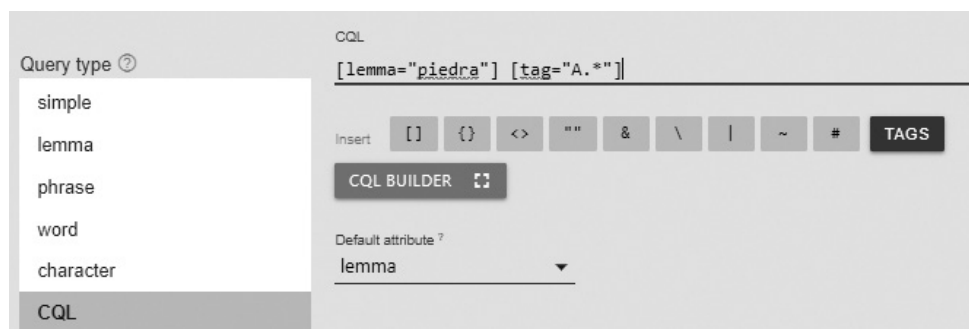 Query type ?
simple
lemma
phrase
word
character
CQL
CQL
[lemma="piedra"] [tag="A.*"]
Insert [] {} <> "" & \ | ~ # TAGS
CQL BUILDER
Default attribute ?
lemma